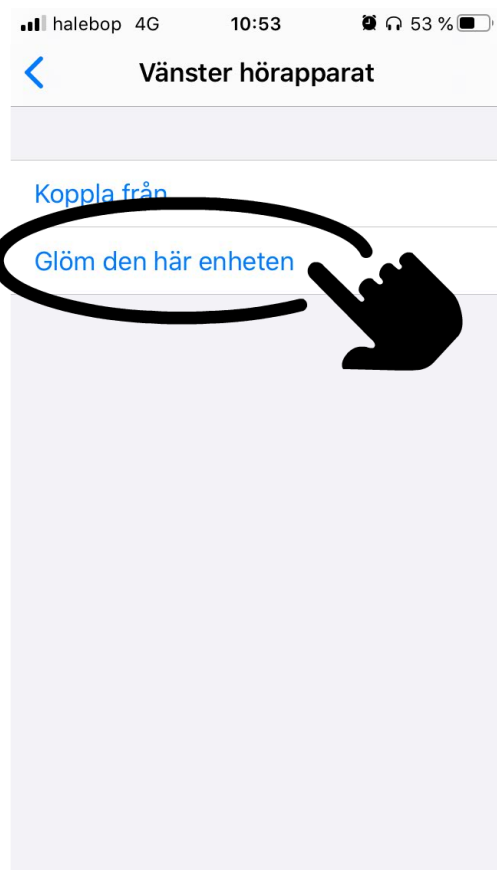 halebop 4G 10:53 53 %
Vänster hörapparat
Koppla från
Glöm den här enheten